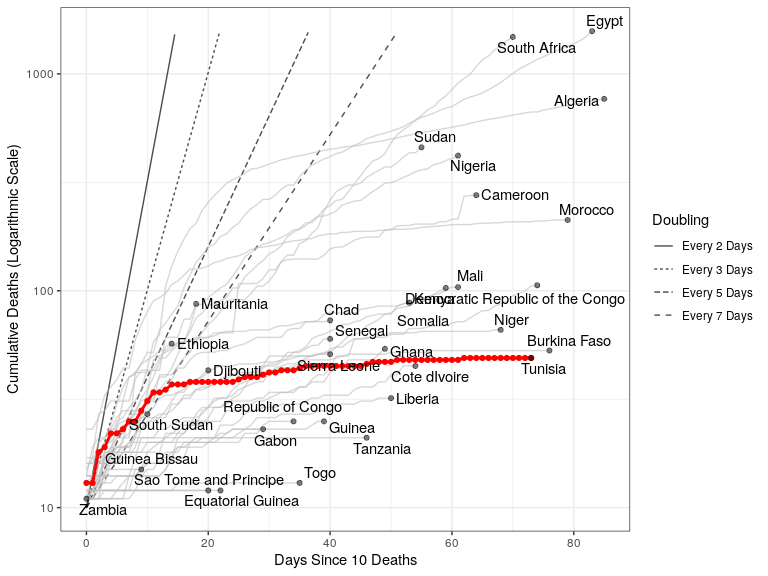 Egypt
South Africa
1000
Algeria
Sudan
Nigeria
Cameroon
Morocco
Mali
100
Democratic Republic of the Congo
Kenya
Mauritania
Chad
Somalia
Niger
Senegal
Burkina Faso
Ethiopia
Ghana
Sierra Leone
Tunisia
Djibouti
Cote dIvoire
Republic of Congo
Liberia
South Sudan
Guinea
Gabon
Tanzania
Guinea Bissau
Togo
Sao Tome and Principe
Equatorial Guinea
10
Zambia
0
20
40
60
80
Days Since 10 Deaths
Cumulative Deaths (Logarithmic Scale)
Doubling
Every 2 Days
Every 3 Days
Every 5 Days
Every 7 Days